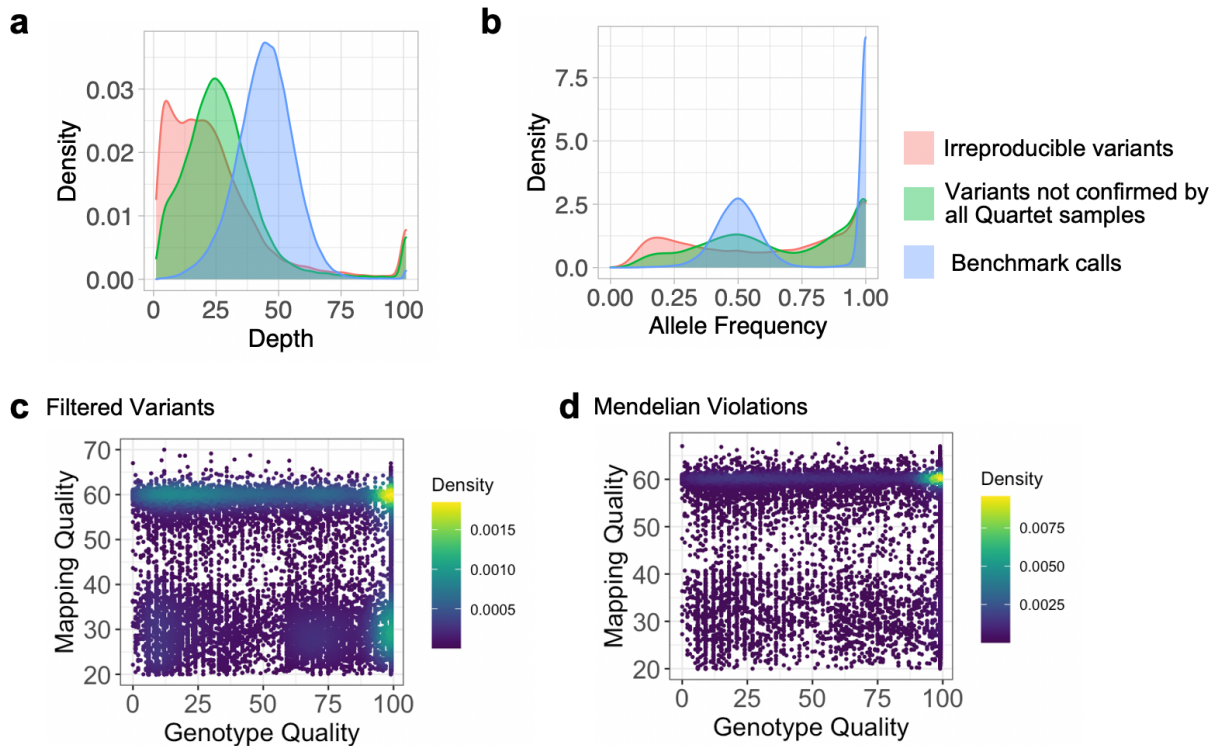 a
0.03
0.02
0.01
0.00
Density
0
25
50
75
100
Depth
b
7.5
5.0
2.5
0.0
Density
0.00
0.25
0.50
0.75
1.00
Allele Frequency
Irreproducible variants
Variants not confirmed by
all Quartet samples
Benchmark calls
c Filtered Variants
70
60
50
40
30
20
Mapping Quality
0
25
50
75
100
Genotype Quality
Density
0.0015
0.0010
0.0005
d Mendelian Violations
60
50
40
30
20
Mapping Quality
0
25
50
75
100
Genotype Quality
Density
0.0075
0.0050
0.0025